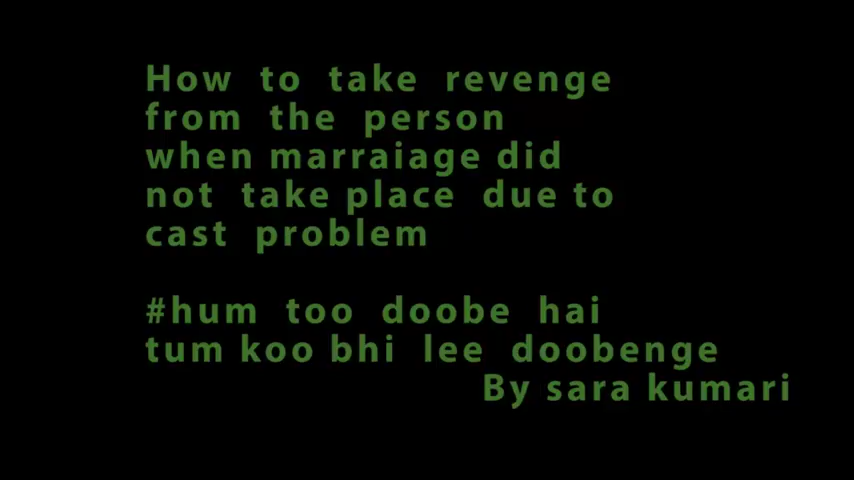 How to take revenge
from the person
when marraiage did
not take place due to
cast problem
#hum too doobe hai
tum koo bhi lee doobenge
By sara kumari